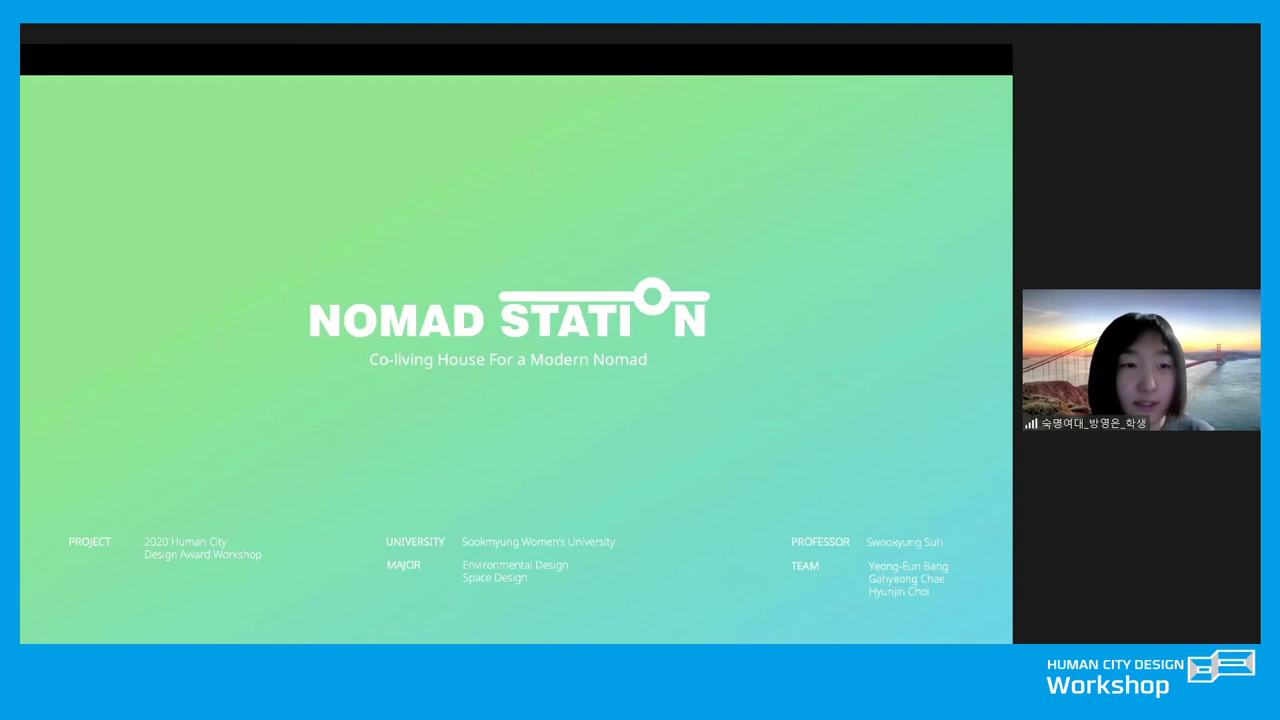 NOMAD STATION
Co-living House For a Modern Nomad
PROJECT 2020 Human City
Design Award Workshop
UNIVERSITY Sookmyung Women's University
MAJOR Environmental Design
Space Design
PROFESSOR Swookyung Suh
TEAM Yeong-Eun Bang
Gahyeong Chae
Hyunjin Choi
숙명여대_방영은_학생
HUMAN CITY DESIGN
Workshop